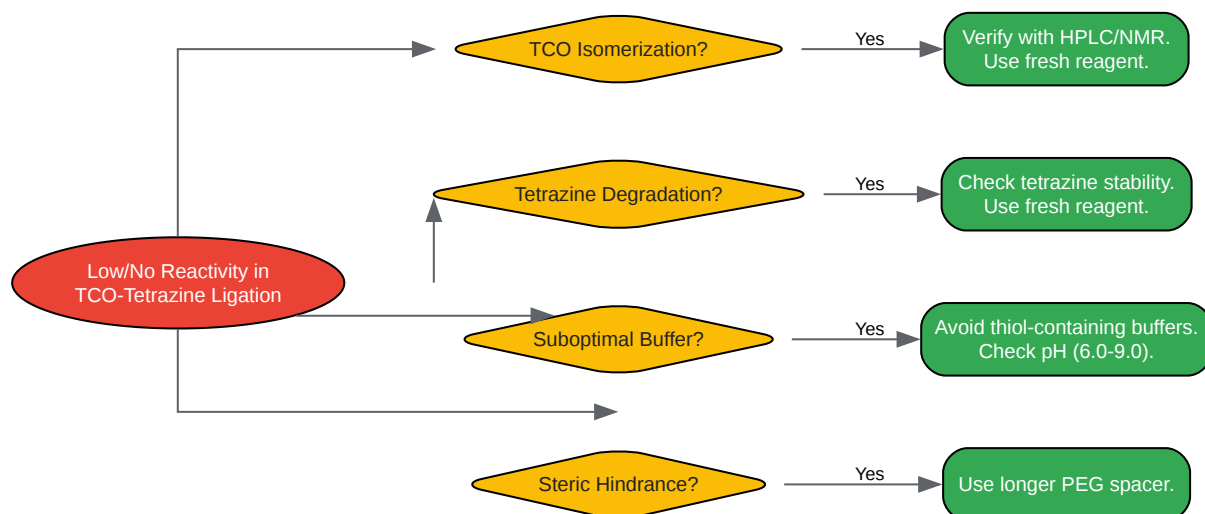 TCO Isomerization?
Yes
Verify with HPLC/NMR.
Use fresh reagent.
Tetrazine Degradation?
Yes
Check tetrazine stability.
Use fresh reagent.
Low/No Reactivity in
TCO-Tetrazine Ligation
Suboptimal Buffer?
Yes
Avoid thiol-containing buffers.
Check pH (6.0-9.0).
Steric Hindrance?
Yes
Use longer PEG spacer.